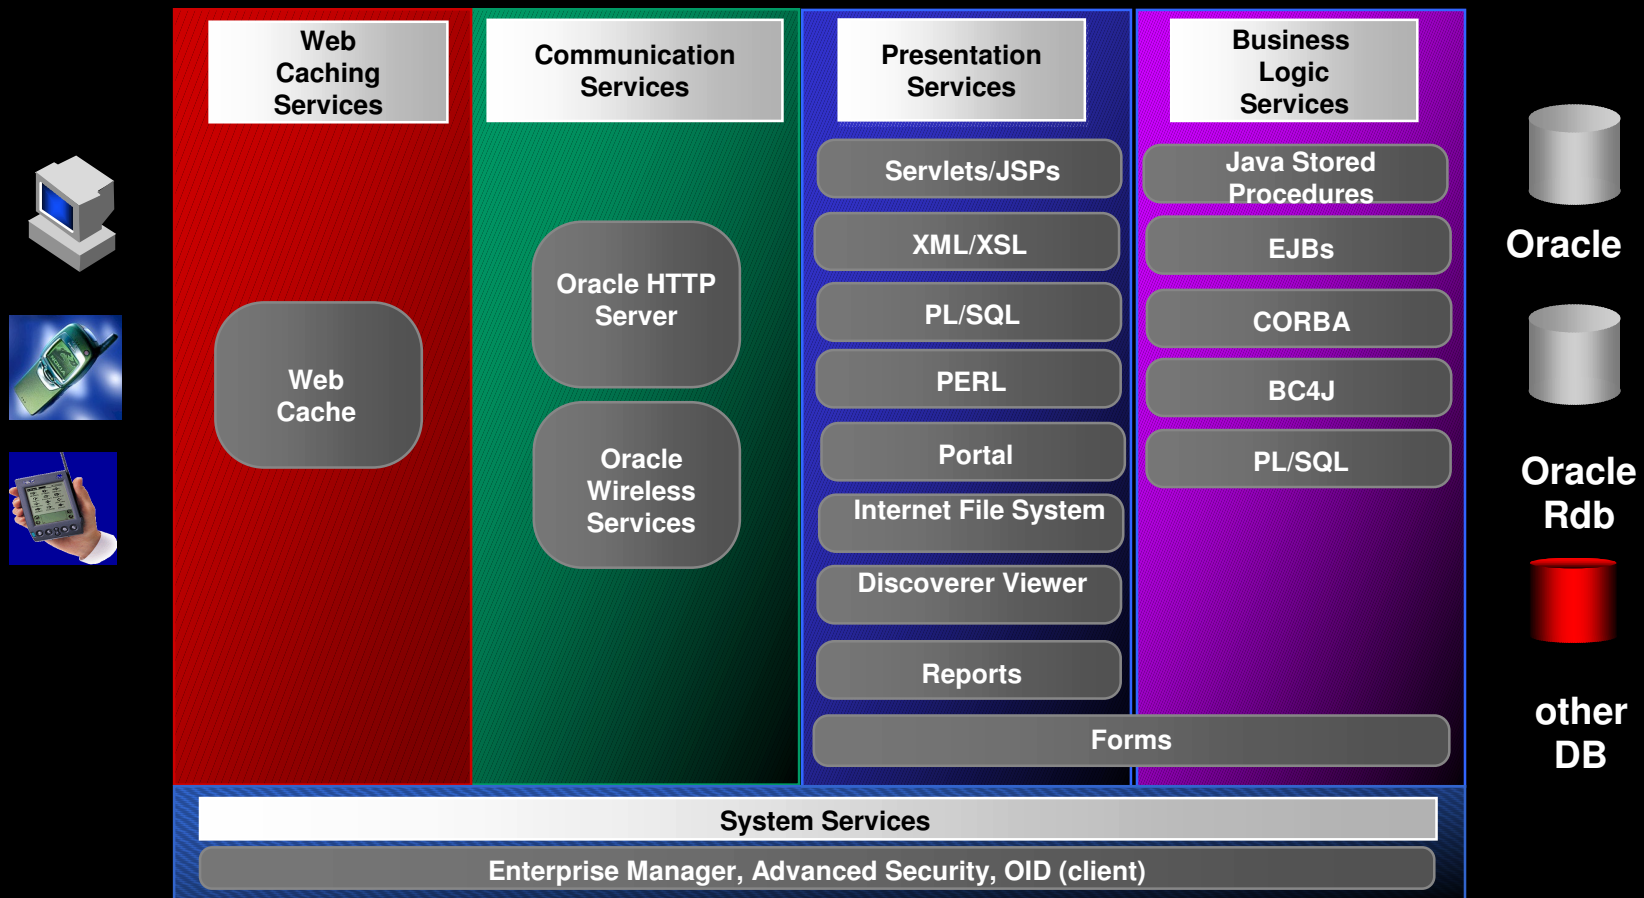 Web
Caching
Services
Communication
Services
Presentation
Services
Business
Logic
Services
Web
Cache
Oracle HTTP
Server
Oracle
Wireless
Services
Servlets/JSPs
XML/XSL
PL/SQL
PERL
Portal
Internet File System
Discoverer Viewer
Reports
Java Stored
Procedures
EJBs
CORBA
BC4J
PL/SQL
Forms
Oracle
Oracle
Rdb
other
DB
System Services
Enterprise Manager, Advanced Security, OID (client)